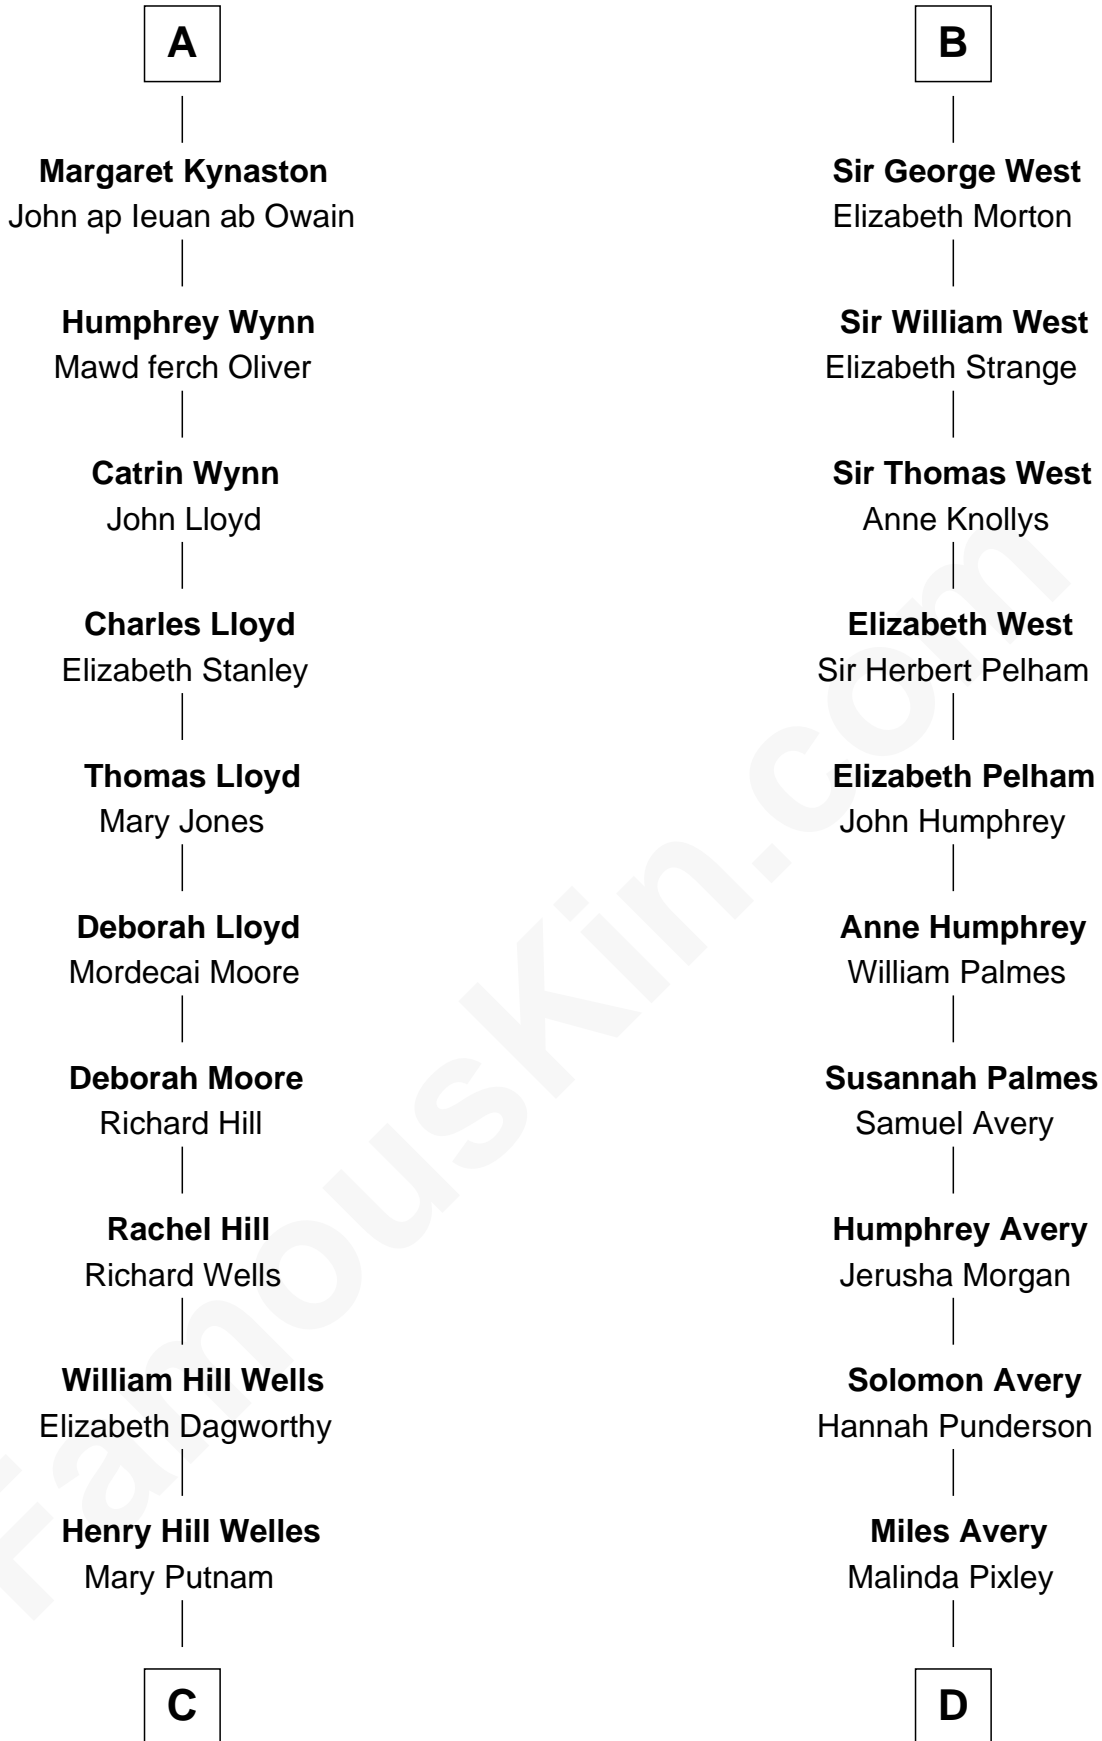 A
Margaret Kynaston
John ap Ieuan ab Owain
Humphrey Wynn
Mawd ferch Oliver
Catrin Wynn
John Lloyd
Charles Lloyd
Elizabeth Stanley
Thomas Lloyd
Mary Jones
Deborah Lloyd
Mordecai Moore
Deborah Moore
Richard Hill
Rachel Hill
Richard Wells
William Hill Wells
Elizabeth Dagworthy
Henry Hill Welles
Mary Putnam
C
B
Sir George West
Elizabeth Morton
Sir William West
Elizabeth Strange
Sir Thomas West
Anne Knollys
Elizabeth West
Sir Herbert Pelham
Elizabeth Pelham
John Humphrey
Anne Humphrey
William Palmes
Susannah Palmes
Samuel Avery
Humphrey Avery
Jerusha Morgan
Solomon Avery
Hannah Punderson
Miles Avery
Malinda Pixley
D
FamousKin.com